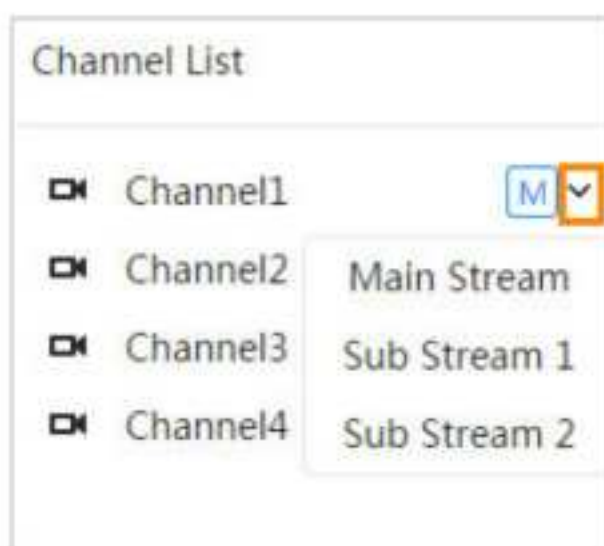 Channel List
Channel1 M
Channel2
Channel3
Channel4
Main Stream
Sub Stream 1
Sub Stream 2